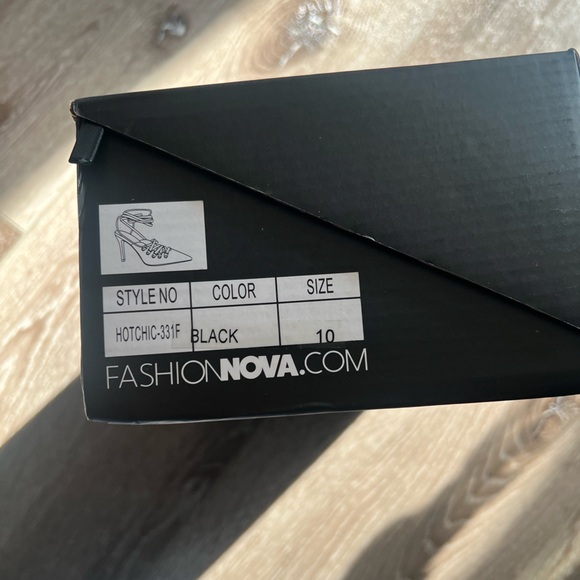 STYLE NO COLOR SIZE
HOTCHIC-331F BLACK 10
FASHIONNOVA.COM